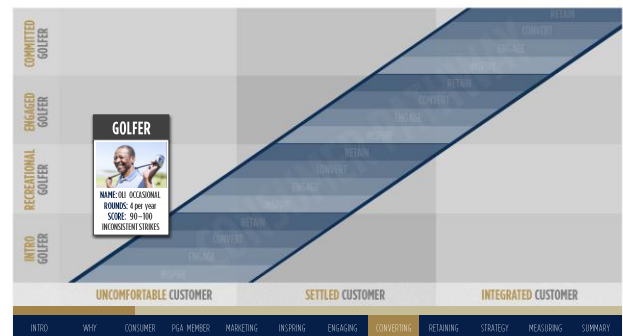 COMMITTED
GOLFER
RETAIN
CONVERT
ENGAGE
INSPIRE
ENGAGED
GOLFER
RETAIN
CONVERT
ENGAGE
INSPIRE
RECREATIONAL
GOLFER
RETAIN
CONVERT
ENGAGE
INSPIRE
INTRO
GOLFER
RETAIN
CONVERT
ENGAGE
INSPIRE
GOLFER
NAME: OLI OCCASIONAL
ROUNDS: 4 per year
SCORE: 90–100
INCONSISTENT STRIKES
UNCOMFORTABLE CUSTOMER
SETTLED CUSTOMER
INTEGRATED CUSTOMER
INTRO
WHY
CONSUMER
PGA MEMBER
MARKETING
INSPRING
ENGAGING
CONVERTING
RETAINING
STRATEGY
MEASURING
SUMMARY